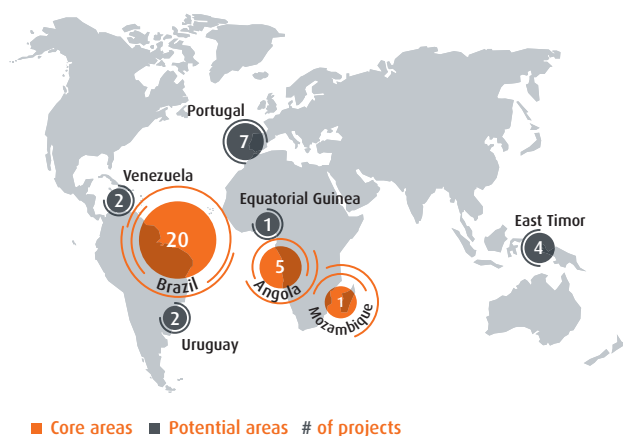 Portugal
7
Venezuela
2
Equatorial Guinea
1
20
Brazil
5
Angola
East Timor
4
1
Mozambique
2
Uruguay
Core areas Potential areas # of projects